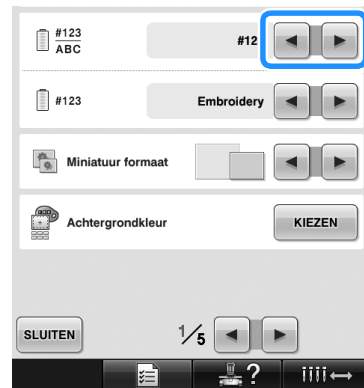 #123
ABC
#12
#123
Embroidery
Miniatuur formaat
Achtergrondkleur
KIEZEN
SLUITEN
1/5
?